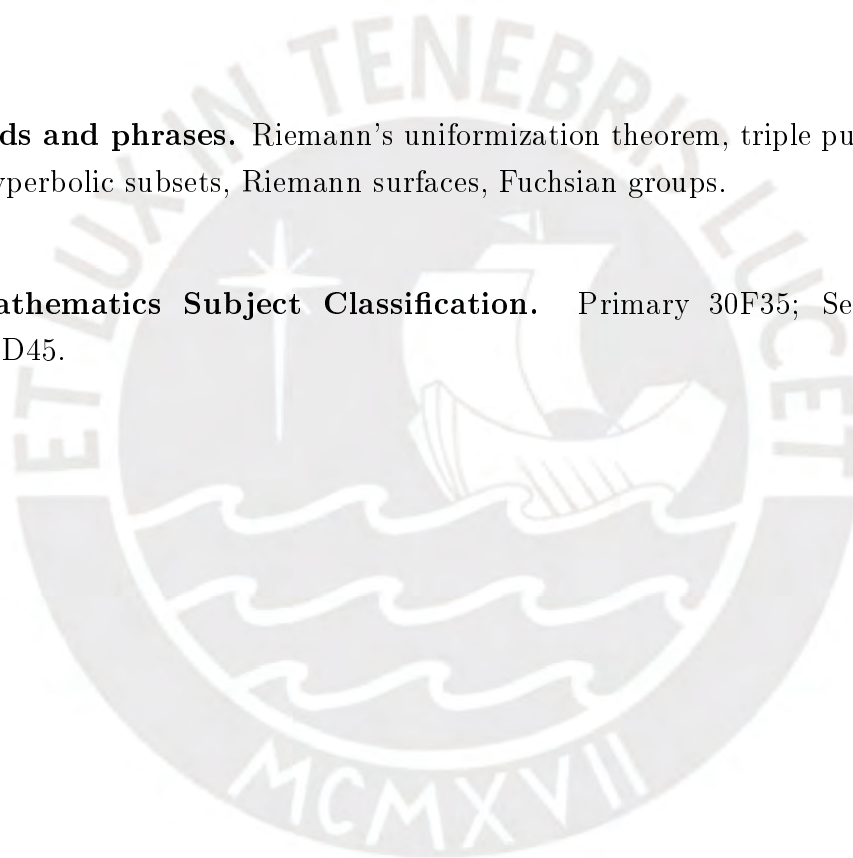 ET LUX IN TENEBRIS LUCET
ds and phrases. Riemann's uniformization theorem, triple pu
yperbolic subsets, Riemann surfaces, Fuchsian groups.
athematics Subject Classification. Primary 30F35; Se
D45.
MCMXVII